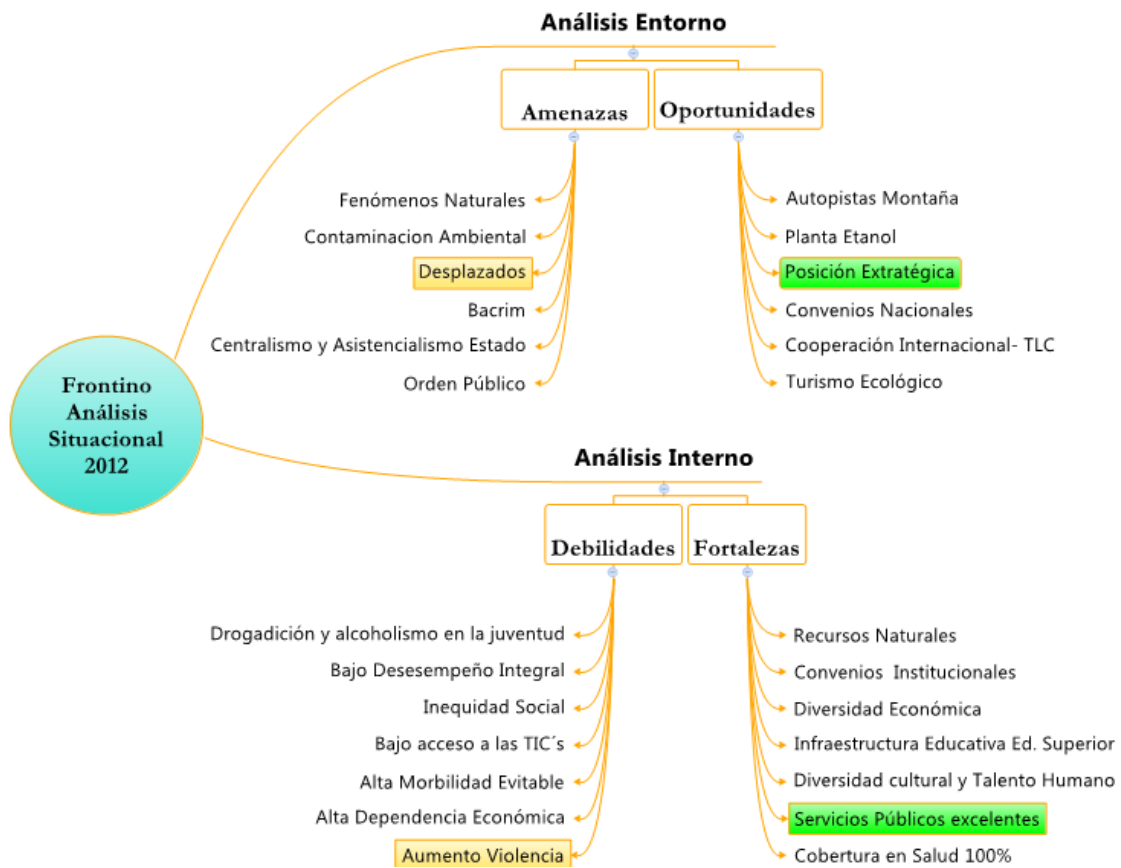 Análisis Entorno
Amenazas
Oportunidades
Fenómenos Naturales
Contaminacion Ambiental
Desplazados
Bacrim
Centralismo y Asistencialismo Estado
Orden Público
Autopistas Montaña
Planta Etanol
Posición Extratégica
Convenios Nacionales
Cooperación Internacional- TLC
Turismo Ecológico
Frontino
Análisis
Situacional
2012
Análisis Interno
Debilidades
Fortalezas
Drogadición y alcoholismo en la juventud
Bajo Desesempeño Integral
Inequidad Social
Bajo acceso a las TIC´s
Alta Morbilidad Evitable
Alta Dependencia Económica
Aumento Violencia
Recursos Naturales
Convenios  Institucionales
Diversidad Económica
Infraestructura Educativa Ed. Superior
Diversidad cultural y Talento Humano
Servicios Públicos excelentes
Cobertura en Salud 100%